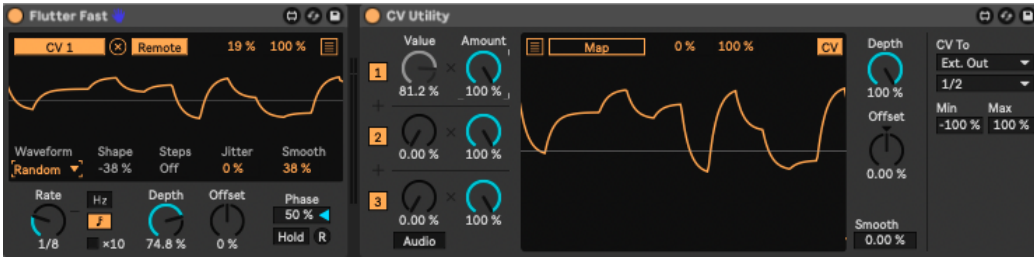 Flutter Fast
CV 1 Remote 19 % 100 %
Waveform Shape Steps Jitter Smooth
Random -38 % Off 0 % 38 %
Rate Hz Depth Offset Phase
50 %
1/8 ×10 74.8 % 0 % Hold R
CV Utility
Value Amount
1 × 81.2 % 100 %
+
2 × 0.00 % 100 %
+
3 × 0.00 % 100 %
Audio
Map 0 % 100 % CV
Depth
100 %
Offset
0.00 %
Smooth
0.00 %
CV To
Ext. Out
1/2
Min Max
-100 % 100 %